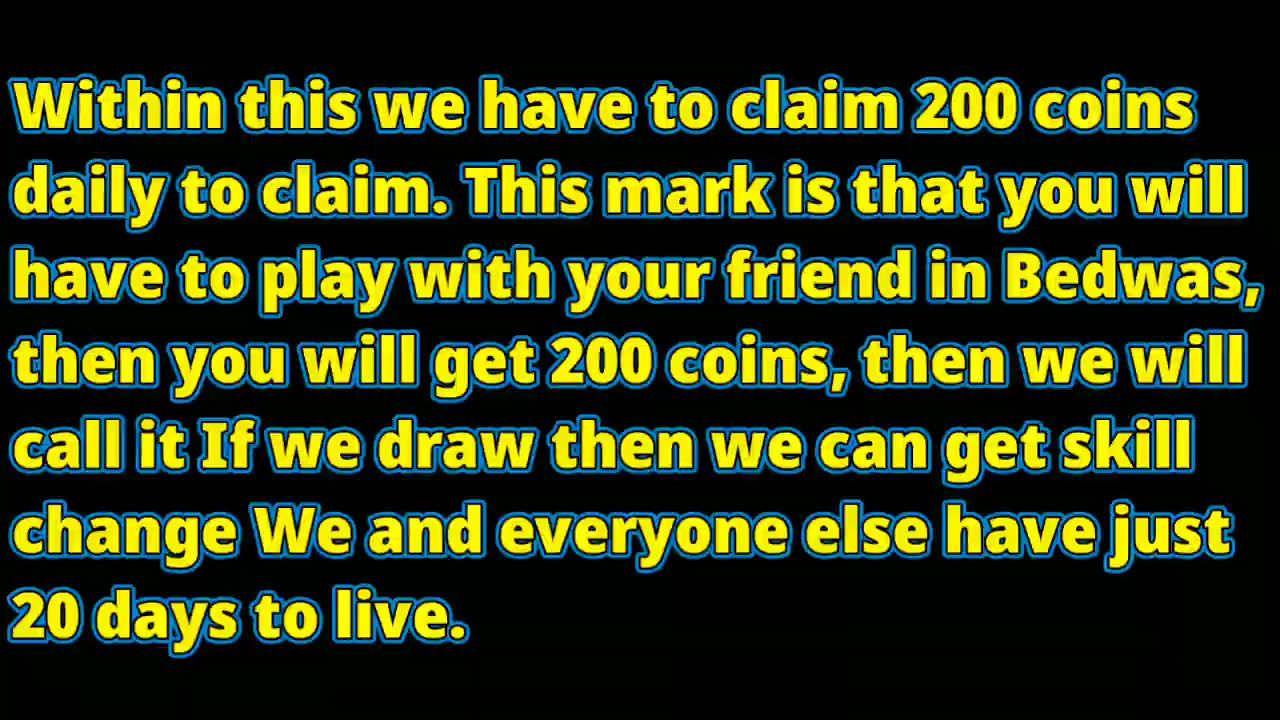 Within this we have to claim 200 coins
daily to claim. This mark is that you will
have to play with your friend in Bedwas,
then you will get 200 coins, then we will
call it If we draw then we can get skill
change We and everyone else have just
20 days to live.